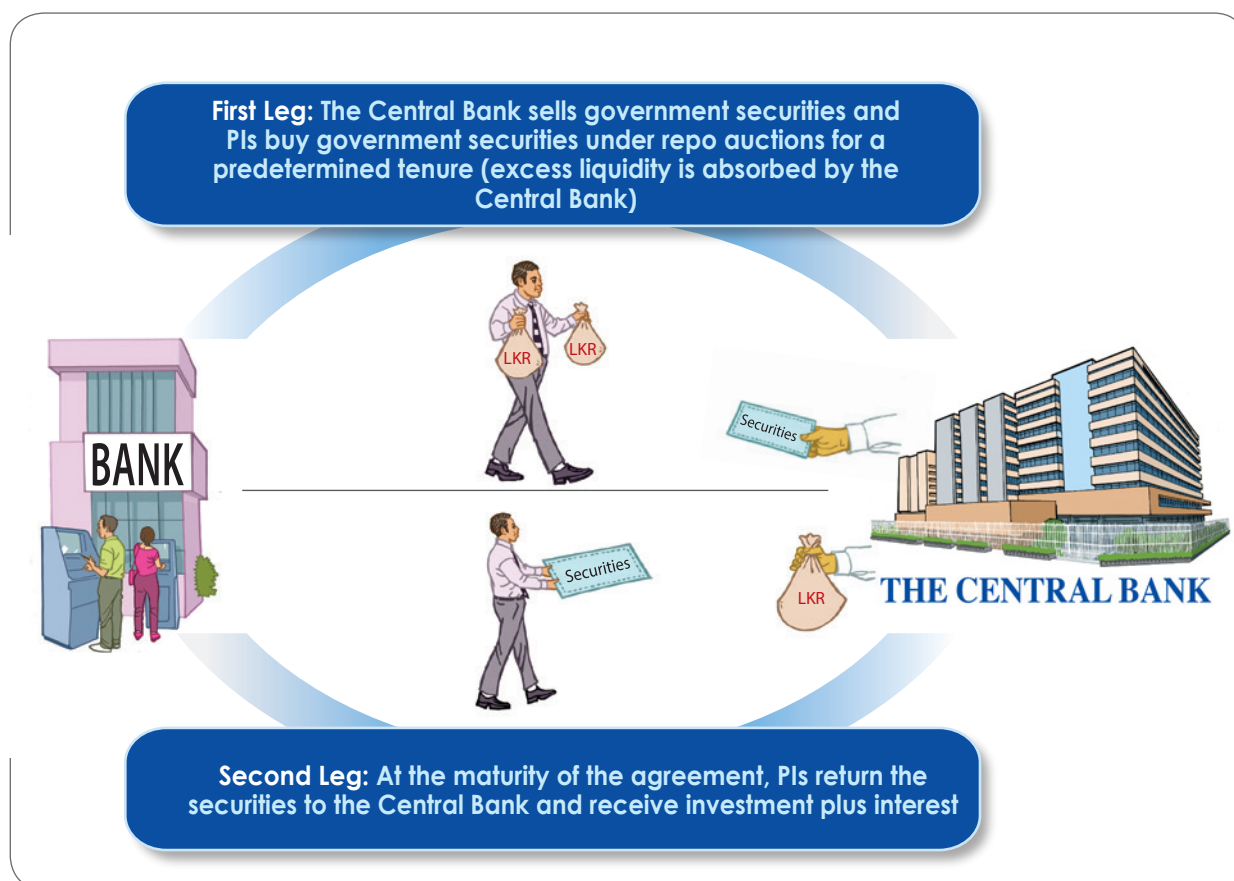 First Leg: The Central Bank sells government securities and
PIs buy government securities under repo auctions for a
predetermined tenure (excess liquidity is absorbed by the
Central Bank)
LKR
LKR
Securities
BANK
Securities
LKR
THE CENTRAL BANK
Second Leg: At the maturity of the agreement, PIs return the
securities to the Central Bank and receive investment plus interest